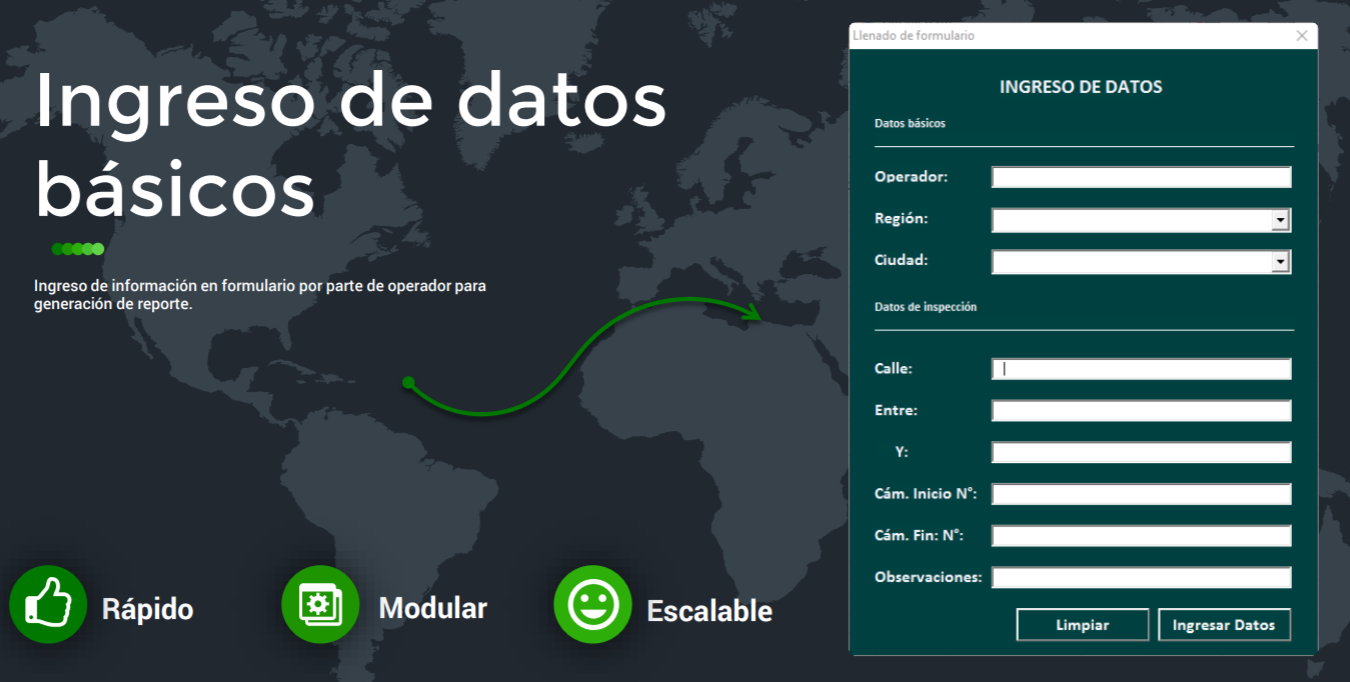 Ingreso de datos
básicos
Ingreso de información en formulario por parte de operador para
generación de reporte.
Rápido
Modular
Escalable
Llenado de formulario
INGRESO DE DATOS
Datos básicos
Operador:
Región:
Ciudad:
Datos de inspección
Calle:
Entre:
Y:
Cám. Inicio N°:
Cám. Fin: N°:
Observaciones:
Limpiar
Ingresar Datos